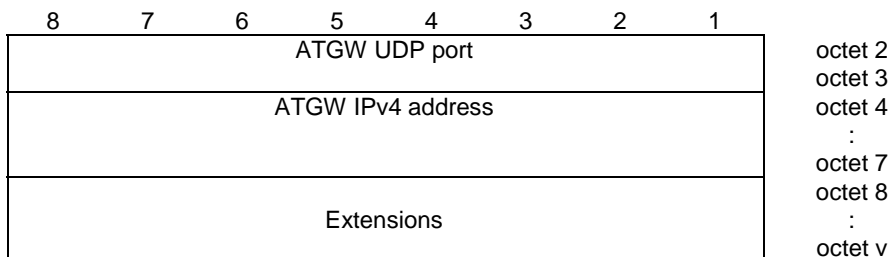 8 7 6 5 4 3 2 1
ATGW UDP port octet 2
octet 3
ATGW IPv4 address octet 4
:
octet 7
octet 8
Extensions :
octet v